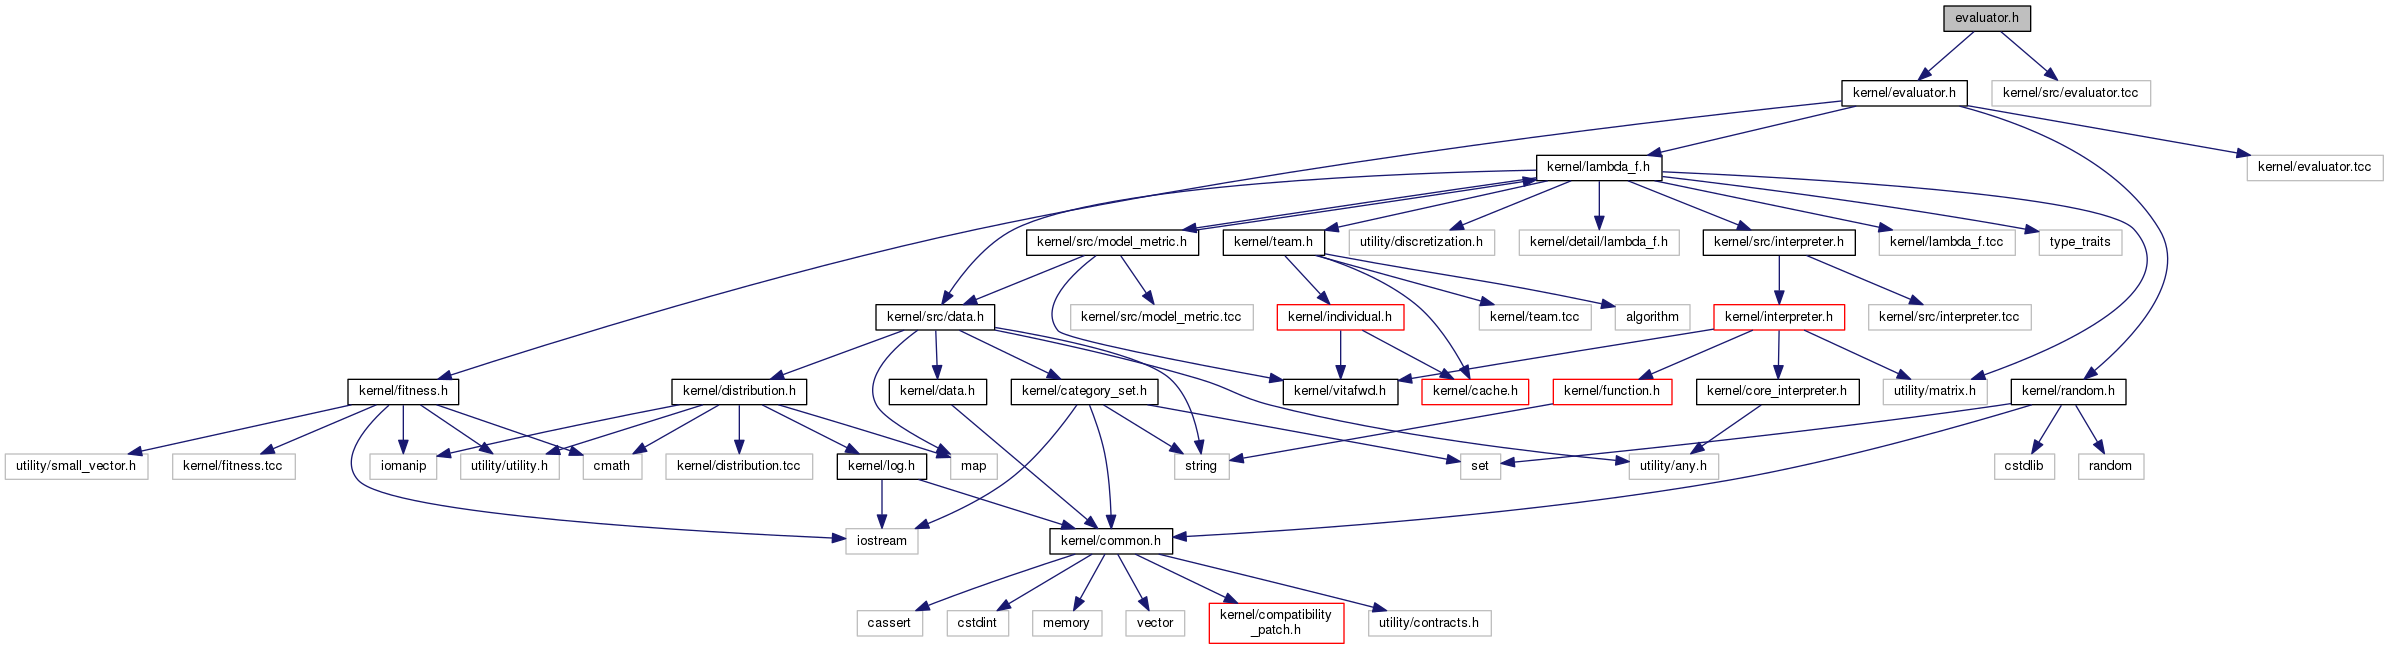 evaluator.h
kernel/evaluator.h
kernel/src/evaluator.tcc
kernel/lambda_f.h
kernel/evaluator.tcc
kernel/src/model_metric.h
kernel/team.h
utility/discretization.h
kernel/detail/lambda_f.h
kernel/src/interpreter.h
kernel/lambda_f.tcc
type_traits
kernel/src/data.h
kernel/src/model_metric.tcc
kernel/individual.h
kernel/team.tcc
algorithm
kernel/interpreter.h
kernel/src/interpreter.tcc
kernel/fitness.h
kernel/distribution.h
kernel/data.h
kernel/category_set.h
kernel/vitafwd.h
kernel/cache.h
kernel/function.h
kernel/core_interpreter.h
utility/matrix.h
kernel/random.h
utility/small_vector.h
kernel/fitness.tcc
iomanip
utility/utility.h
cmath
kernel/distribution.tcc
kernel/log.h
map
string
set
utility/any.h
cstdlib
random
iostream
kernel/common.h
cassert
cstdint
memory
vector
kernel/compatibility
_patch.h
utility/contracts.h